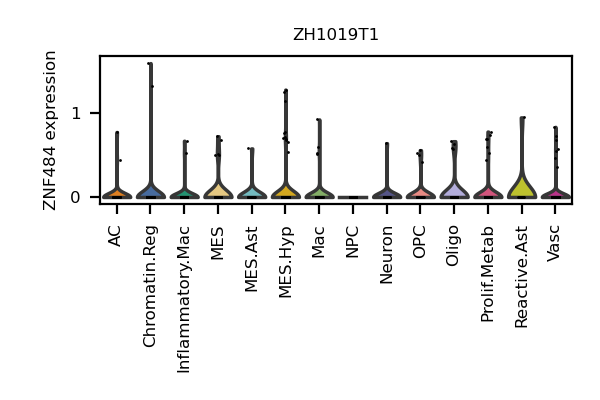 ZH1019T1
ZNF484 expression
1
0
AC
Chromatin.Reg
Inflammatory.Mac
MES
MES.Ast
MES.Hyp
Mac
NPC
Neuron
OPC
Oligo
Prolif.Metab
Reactive.Ast
Vasc